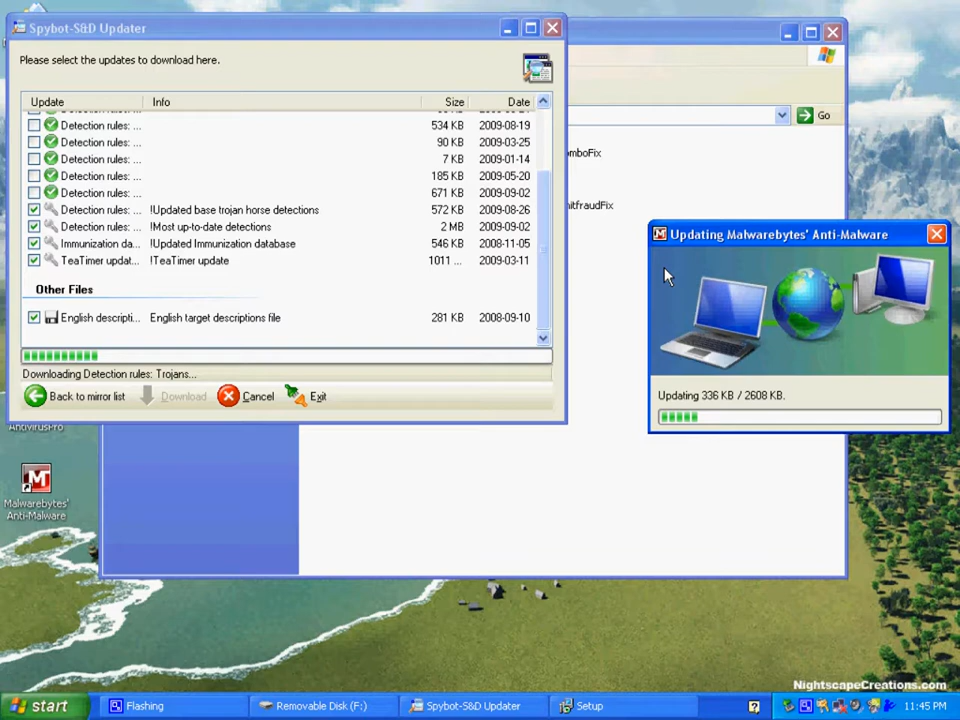 Spybot-S&D Updater
Please select the updates to download here.
Update Info Size Date
Detection rules: ... 534 KB 2009-08-19
Detection rules: ... 90 KB 2009-03-25
Detection rules: ... 7 KB 2009-01-14
Detection rules: ... 185 KB 2009-05-20
Detection rules: ... 671 KB 2009-09-02
Detection rules: ... !Updated base trojan horse detections 572 KB 2009-08-26
Detection rules: ... !Most up-to-date detections 2 MB 2009-09-02
Immunization da... !Updated Immunization database 546 KB 2008-11-05
TeaTimer updat... !TeaTimer update 1011 ... 2009-03-11
Other Files
English descripti... English target descriptions file 281 KB 2008-09-10
Downloading Detection rules: Trojans...
Back to mirror list Download Cancel Exit
Go
omboFix
nitfraudFix
Updating Malwarebytes' Anti-Malware
Updating 336 KB / 2608 KB.
AntivirusPro
Malwarebytes'
Anti-Malware
NightscapeCreations.com
start Flashing Removable Disk (F:) Spybot-S&D Updater Setup 11:45 PM